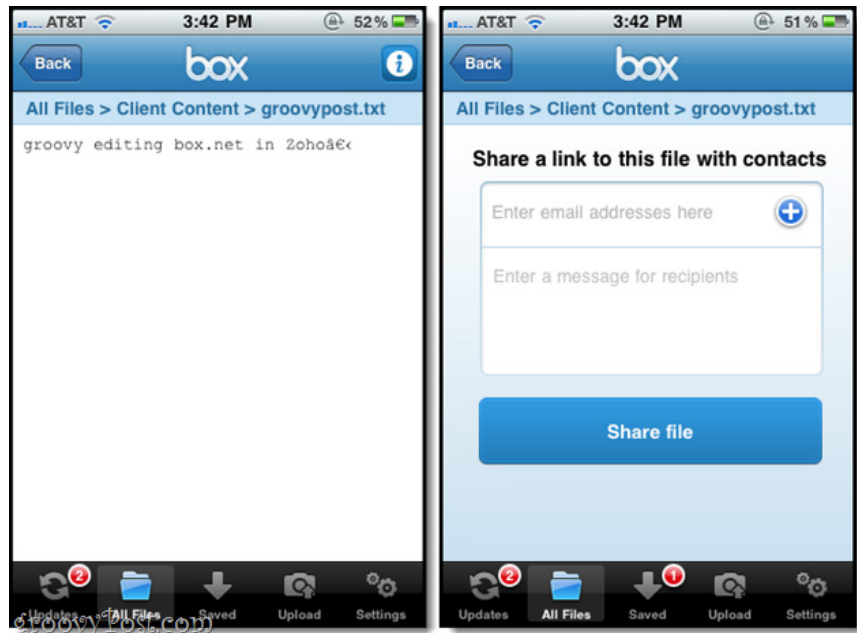 AT&T 3:42 PM 52%
Back box i
All Files > Client Content > groovypost.txt
groovy editing box.net in Zohoâ€‹
2
Updates All Files Saved Upload Settings
groovyPost.com
AT&T 3:42 PM 51%
Back box
All Files > Client Content > groovypost.txt
Share a link to this file with contacts
Enter email addresses here
Enter a message for recipients
Share file
2 1
Updates All Files Saved Upload Settings